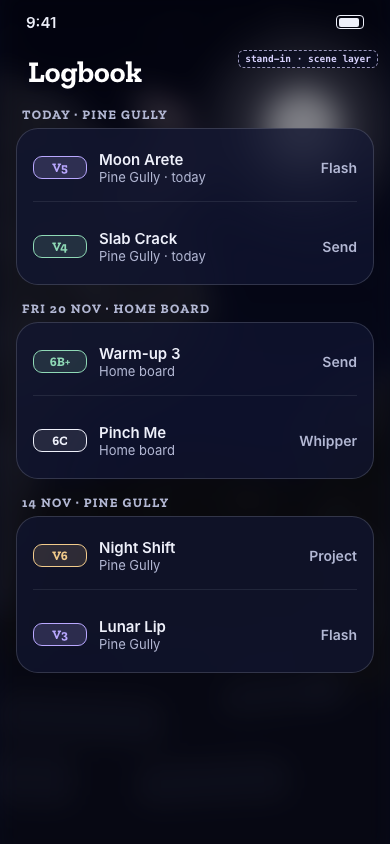 9:41
stand-in · scene layer
Logbook
TODAY · PINE GULLY
V5
Moon Arete
Pine Gully · today
Flash
V4
Slab Crack
Pine Gully · today
Send
FRI 20 NOV · HOME BOARD
6B+
Warm-up 3
Home board
Send
6C
Pinch Me
Home board
Whipper
14 NOV · PINE GULLY
V6
Night Shift
Pine Gully
Project
V3
Lunar Lip
Pine Gully
Flash